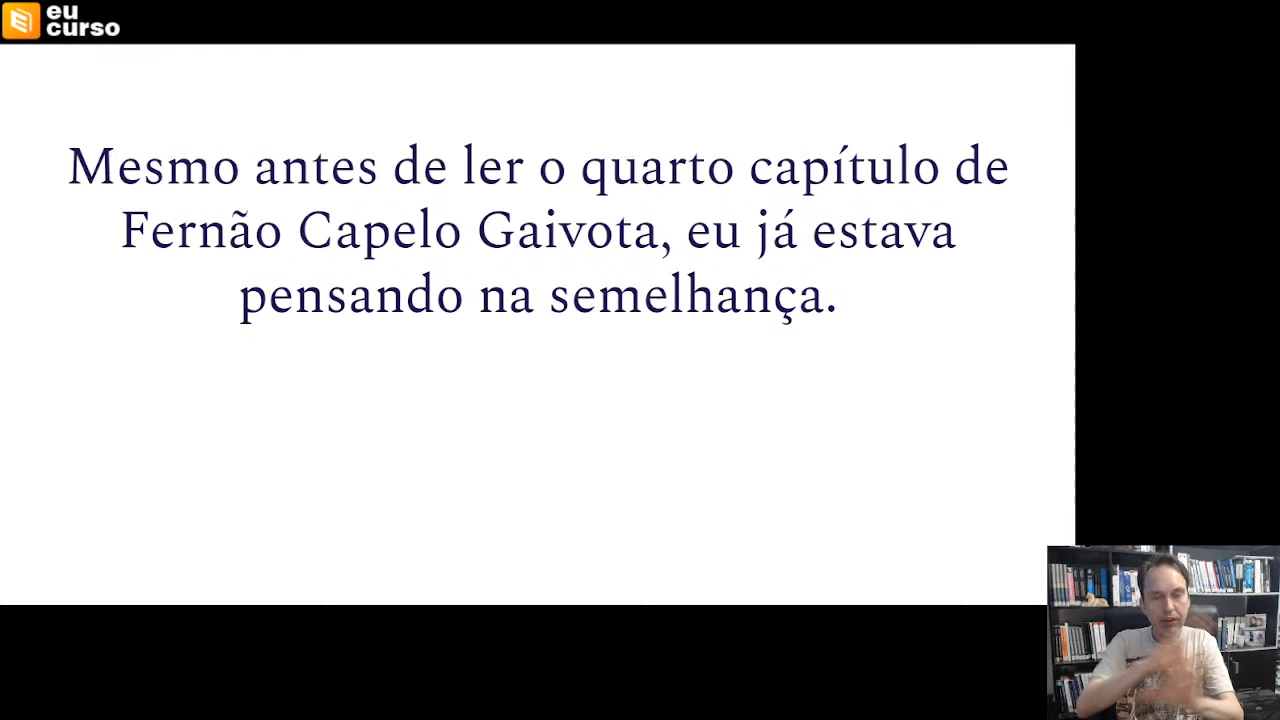 eu
curso
Mesmo antes de ler o quarto capítulo de
Fernão Capelo Gaivota, eu já estava
pensando na semelhança.